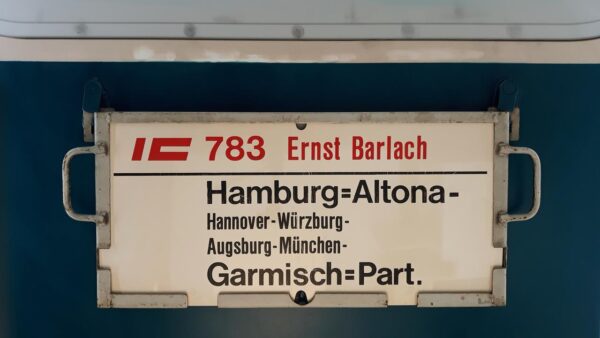 IC 783 Ernst Barlach
Hamburg=Altona-
Hannover-Würzburg-
Augsburg-München-
Garmisch=Part.